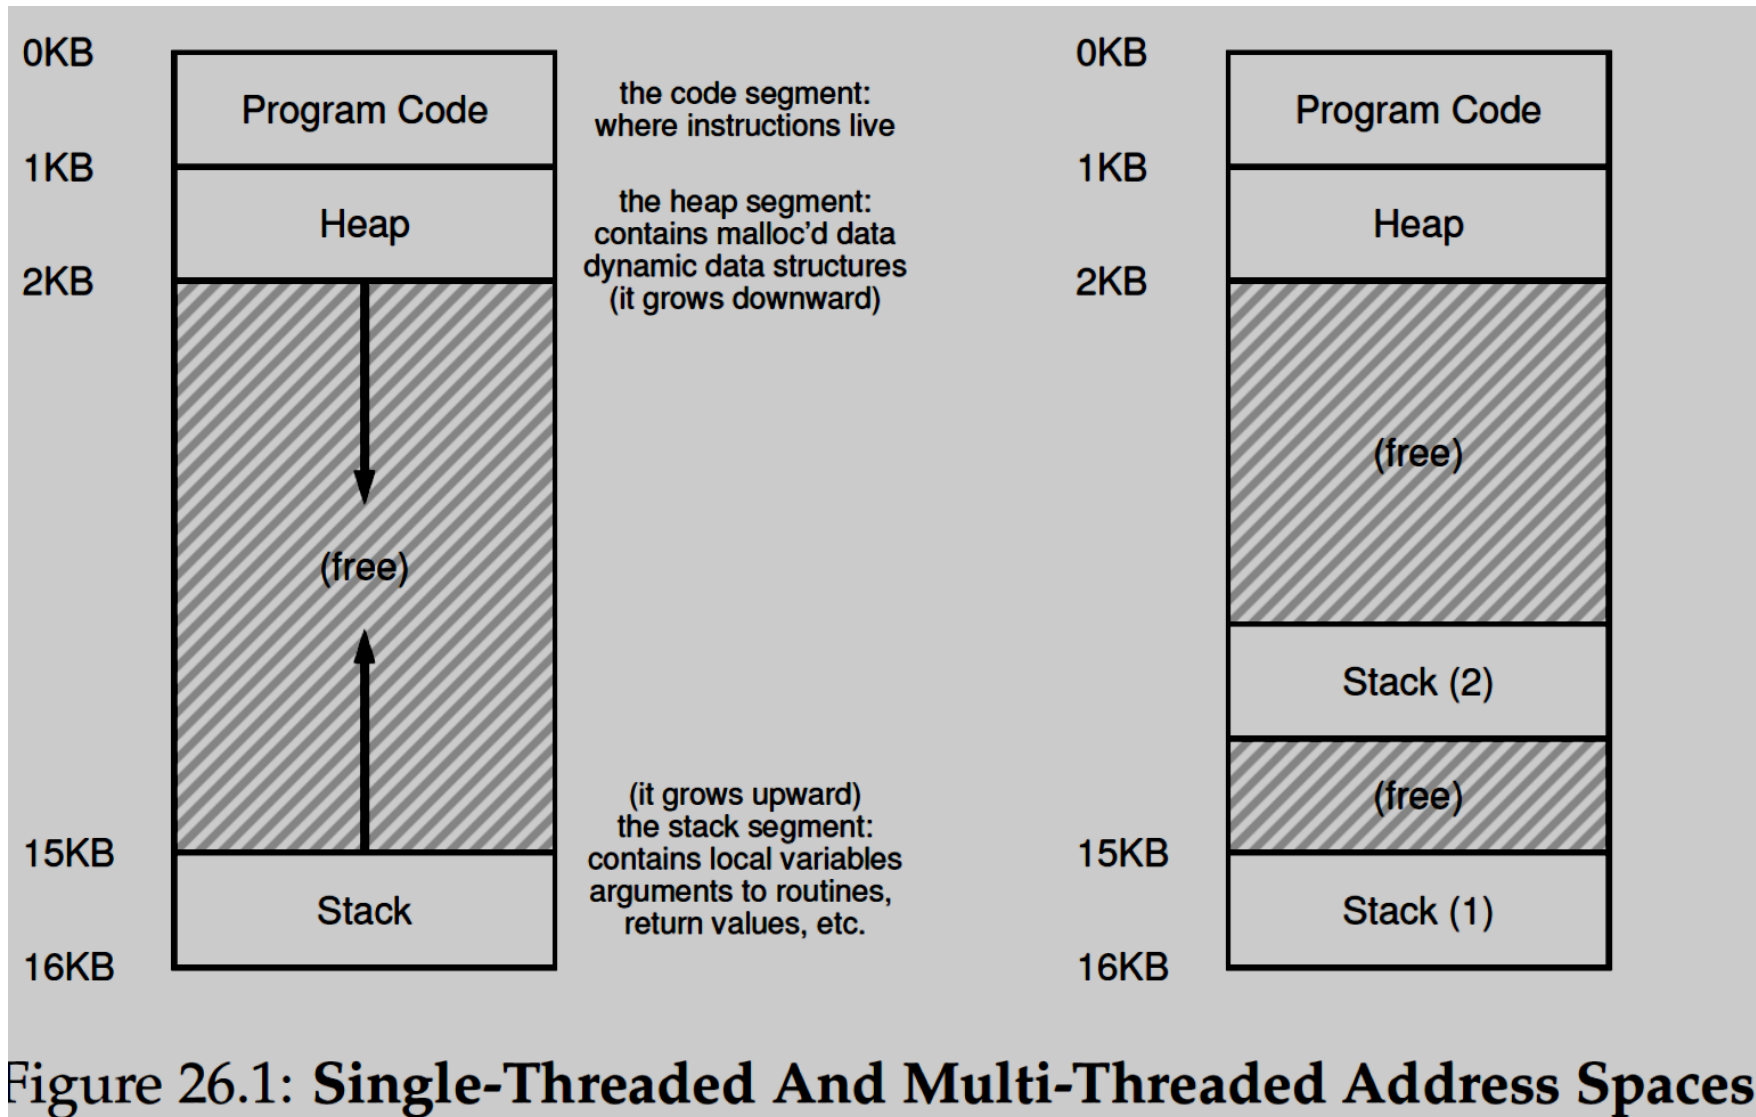 0KB
Program Code
the code segment:
where instructions live
1KB
Heap
the heap segment:
contains malloc'd data
dynamic data structures
(it grows downward)
2KB
(free)
(it grows upward)
the stack segment:
contains local variables
arguments to routines,
return values, etc.
15KB
Stack
16KB
0KB
Program Code
1KB
Heap
2KB
(free)
Stack (2)
(free)
15KB
Stack (1)
16KB
Figure 26.1: Single-Threaded And Multi-Threaded Address Spaces